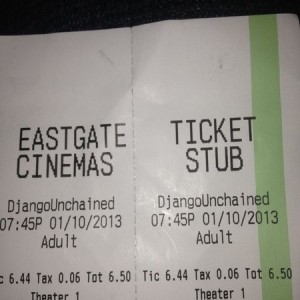 EASTGATE
CINEMAS
DjangoUnchained
07:45P 01/10/2013
Adult
Tic 6.44 Tax 0.06 Tot 6.50
Theater 1
TICKET
STUB
DjangoUnchained
07:45P 01/10/2013
Adult
Tic 6.44 Tax 0.06 Tot 6.50
Theater 1